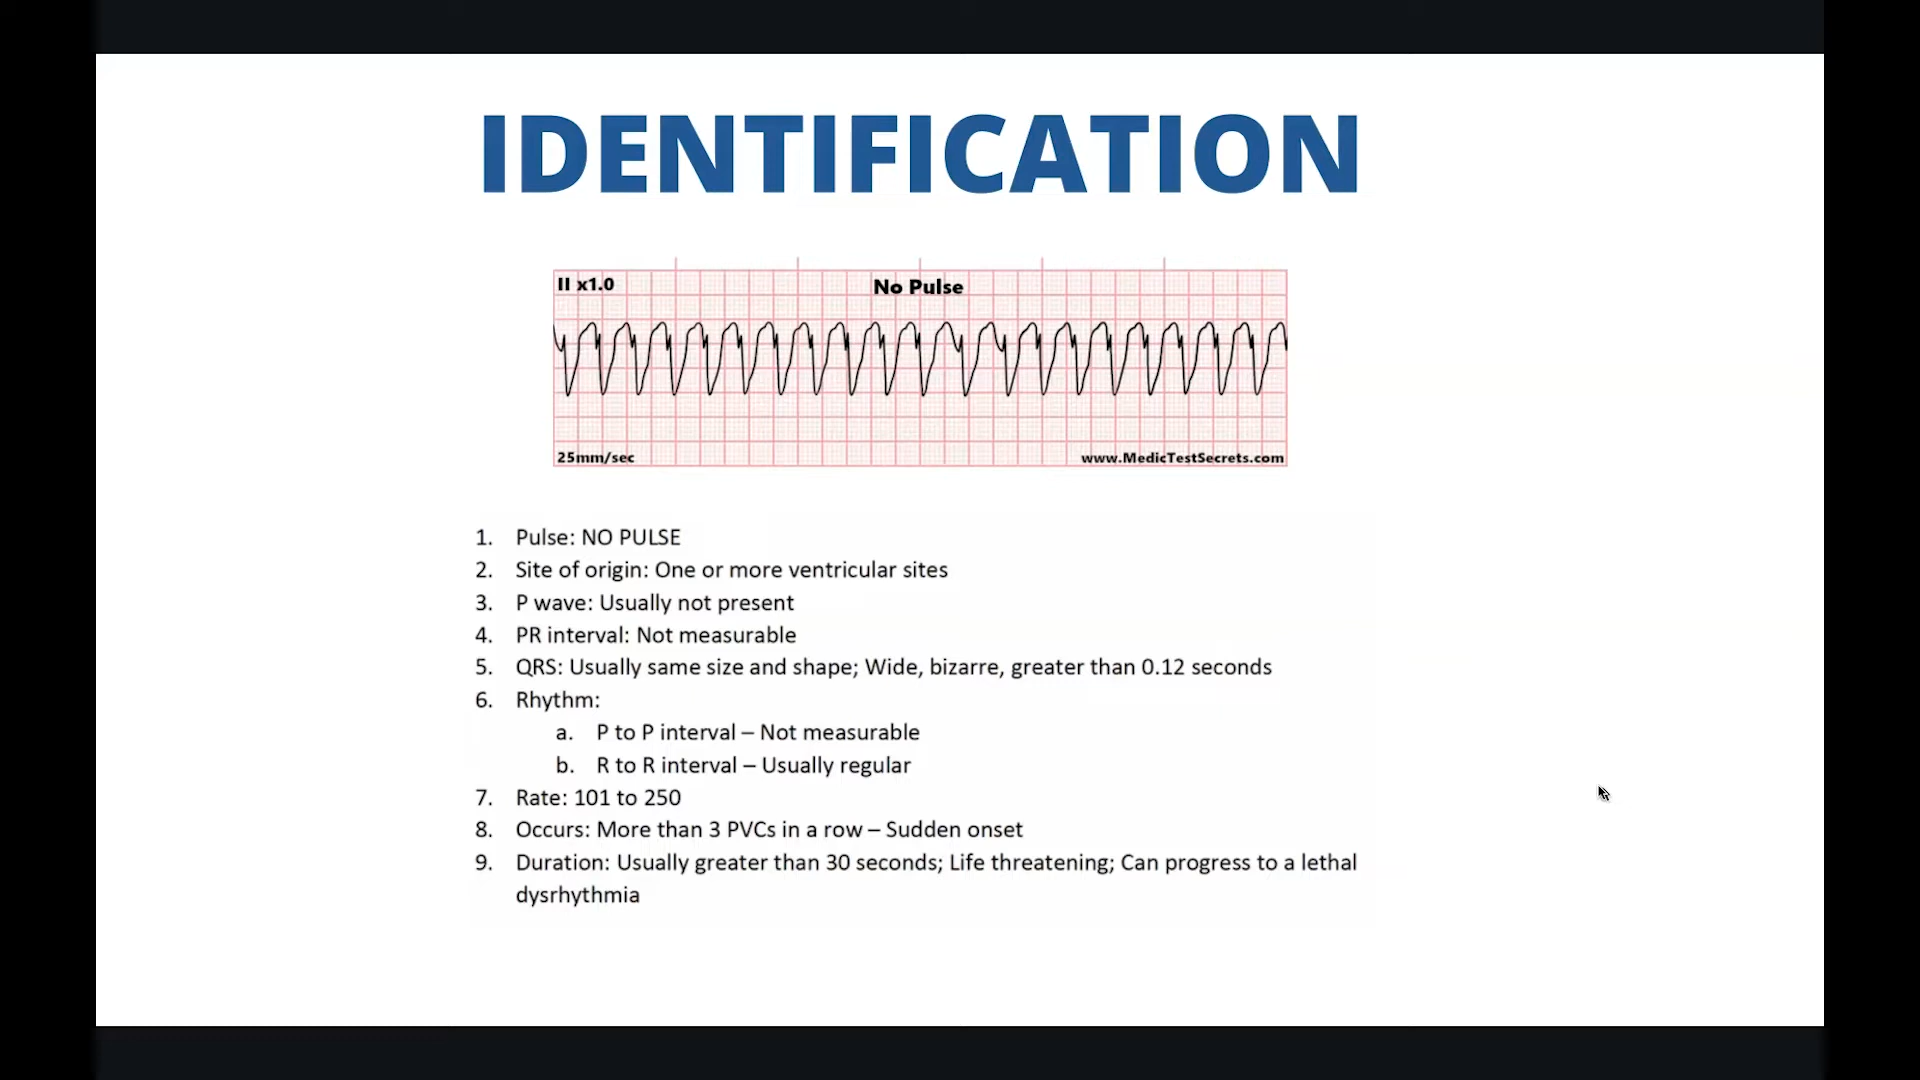 IDENTIFICATION
II x1.0
No Pulse
25mm/sec
www.MedicTestSecrets.com
1. Pulse: NO PULSE
2. Site of origin: One or more ventricular sites
3. P wave: Usually not present
4. PR interval: Not measurable
5. QRS: Usually same size and shape; Wide, bizarre, greater than 0.12 seconds
6. Rhythm:
a. P to P interval – Not measurable
b. R to R interval – Usually regular
7. Rate: 101 to 250
8. Occurs: More than 3 PVCs in a row – Sudden onset
9. Duration: Usually greater than 30 seconds; Life threatening; Can progress to a lethal
dysrhythmia